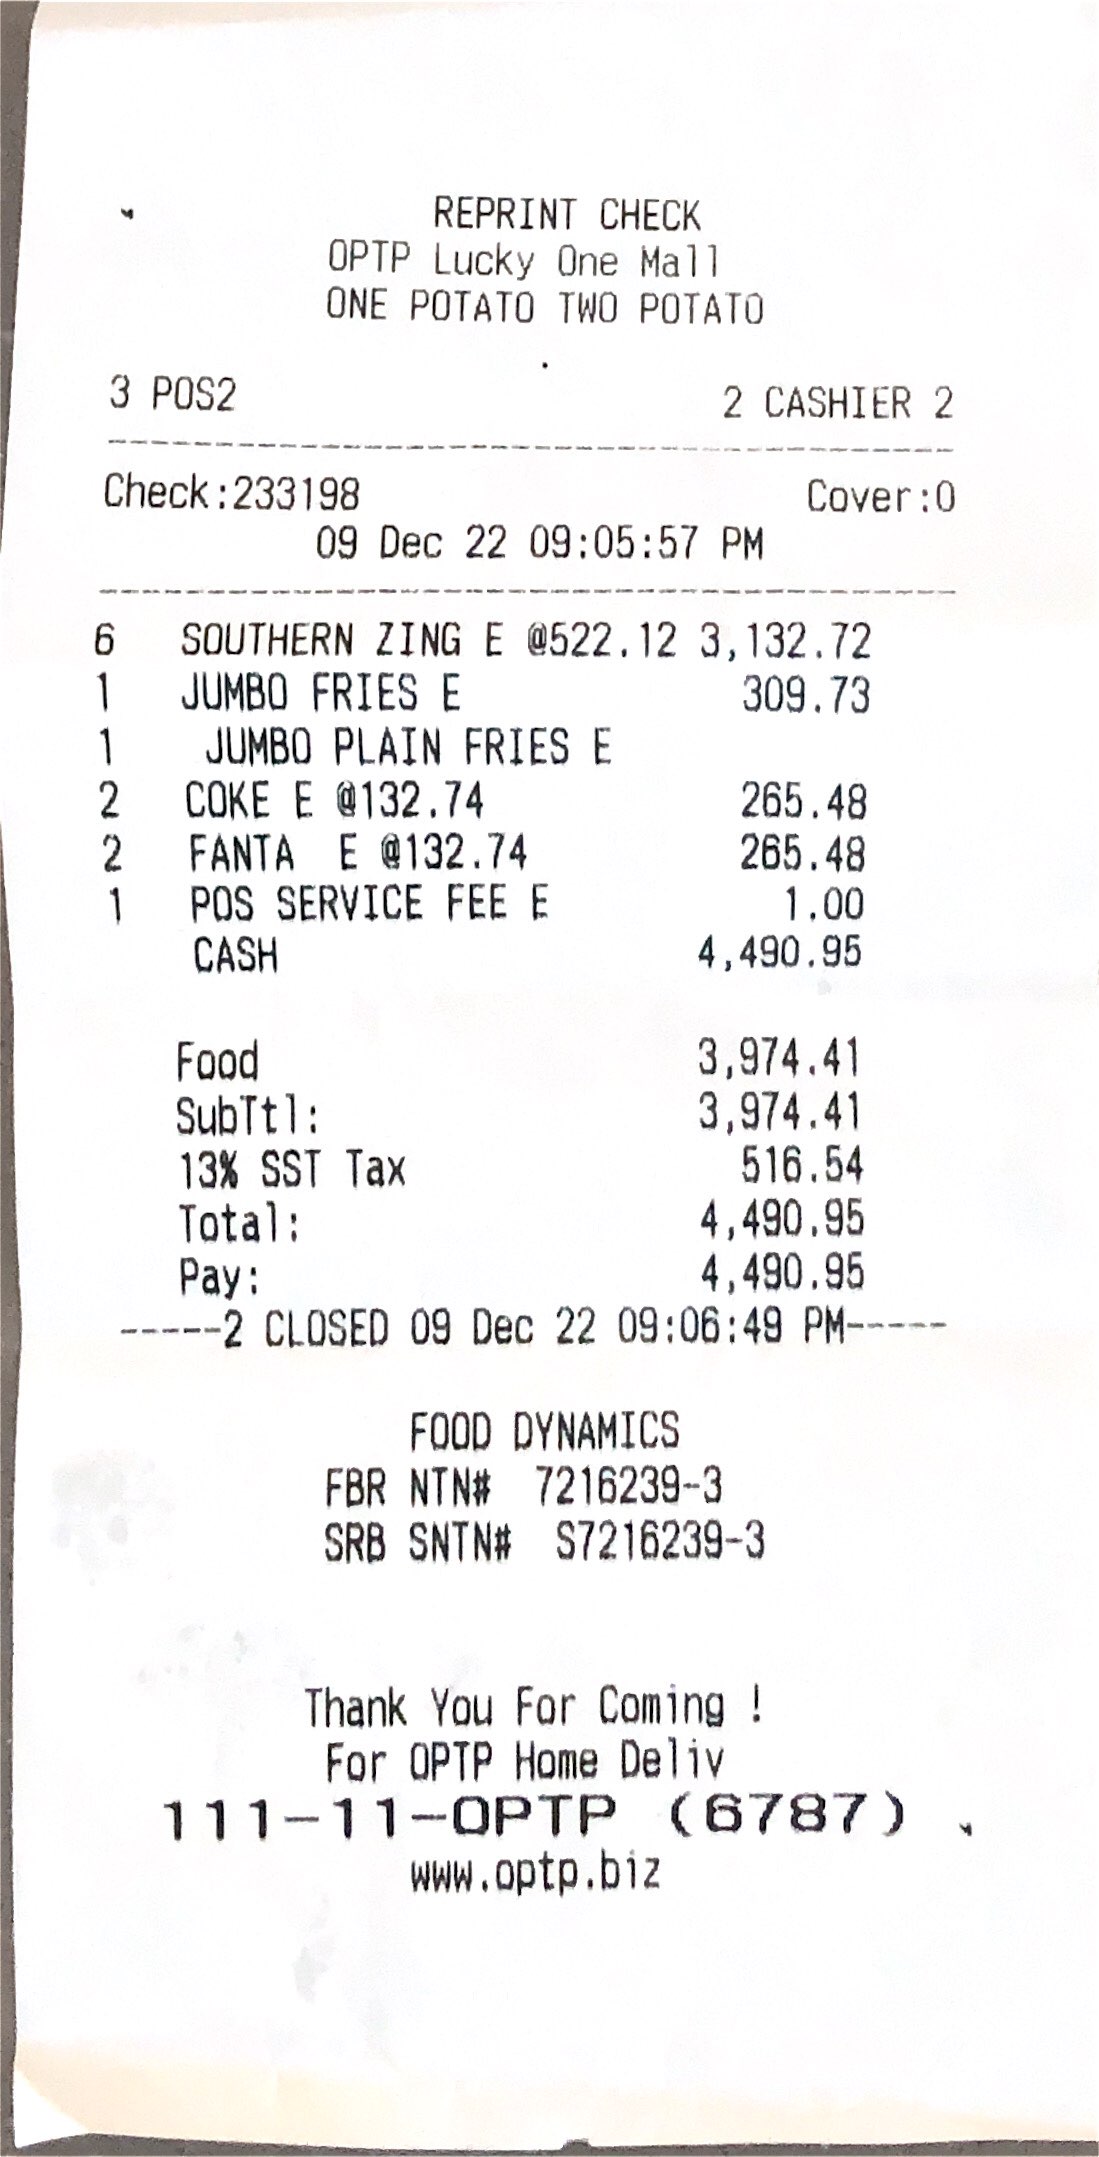 REPRINT CHECK
OPTP Lucky One Mall
ONE POTATO TWO POTATO
3 POS2 2 CASHIER 2
Check:233198 Cover:0
09 Dec 22 09:05:57 PM
6 SOUTHERN ZING E @522.12 3,132.72
1 JUMBO FRIES E 309.73
1 JUMBO PLAIN FRIES E
2 COKE E @132.74 265.48
2 FANTA E @132.74 265.48
1 POS SERVICE FEE E 1.00
CASH 4,490.95
Food 3,974.41
SubTtl: 3,974.41
13% SST Tax 516.54
Total: 4,490.95
Pay: 4,490.95
-----2 CLOSED 09 Dec 22 09:06:49 PM-----
FOOD DYNAMICS
FBR NTN# 7216239-3
SRB SNTN# S7216239-3
Thank You For Coming !
For OPTP Home Deliv
111-11-OPTP (6787)
www.optp.biz